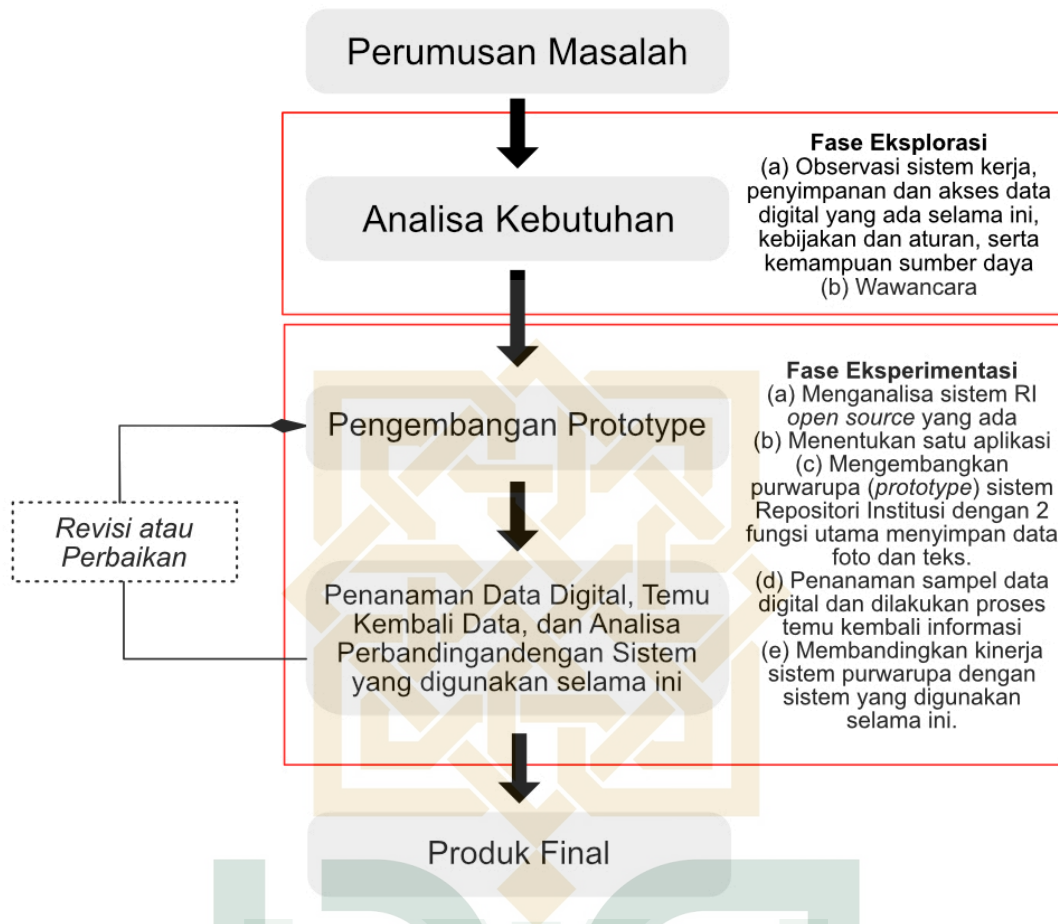 Perumusan Masalah
Fase Eksplorasi
(a) Observasi sistem kerja,
penyimpanan dan akses data
digital yang ada selama ini,
kebijakan dan aturan, serta
kemampuan sumber daya
(b) Wawancara
Analisa Kebutuhan
Fase Eksperimentasi
(a) Menganalisa sistem RI
open source yang ada
(b) Menentukan satu aplikasi
(c) Mengembangkan
purwarupa (prototype) sistem
Repositori Institusi dengan 2
fungsi utama menyimpan data
foto dan teks.
(d) Penanaman sampel data
digital dan dilakukan proses
temu kembali informasi
(e) Membandingkan kinerja
sistem purwarupa dengan
sistem yang digunakan
selama ini.
Pengembangan Prototype
Revisi atau
Perbaikan
Penanaman Data Digital, Temu
Kembali Data, dan Analisa
Perbandingandengan Sistem
yang digunakan selama ini
Produk Final